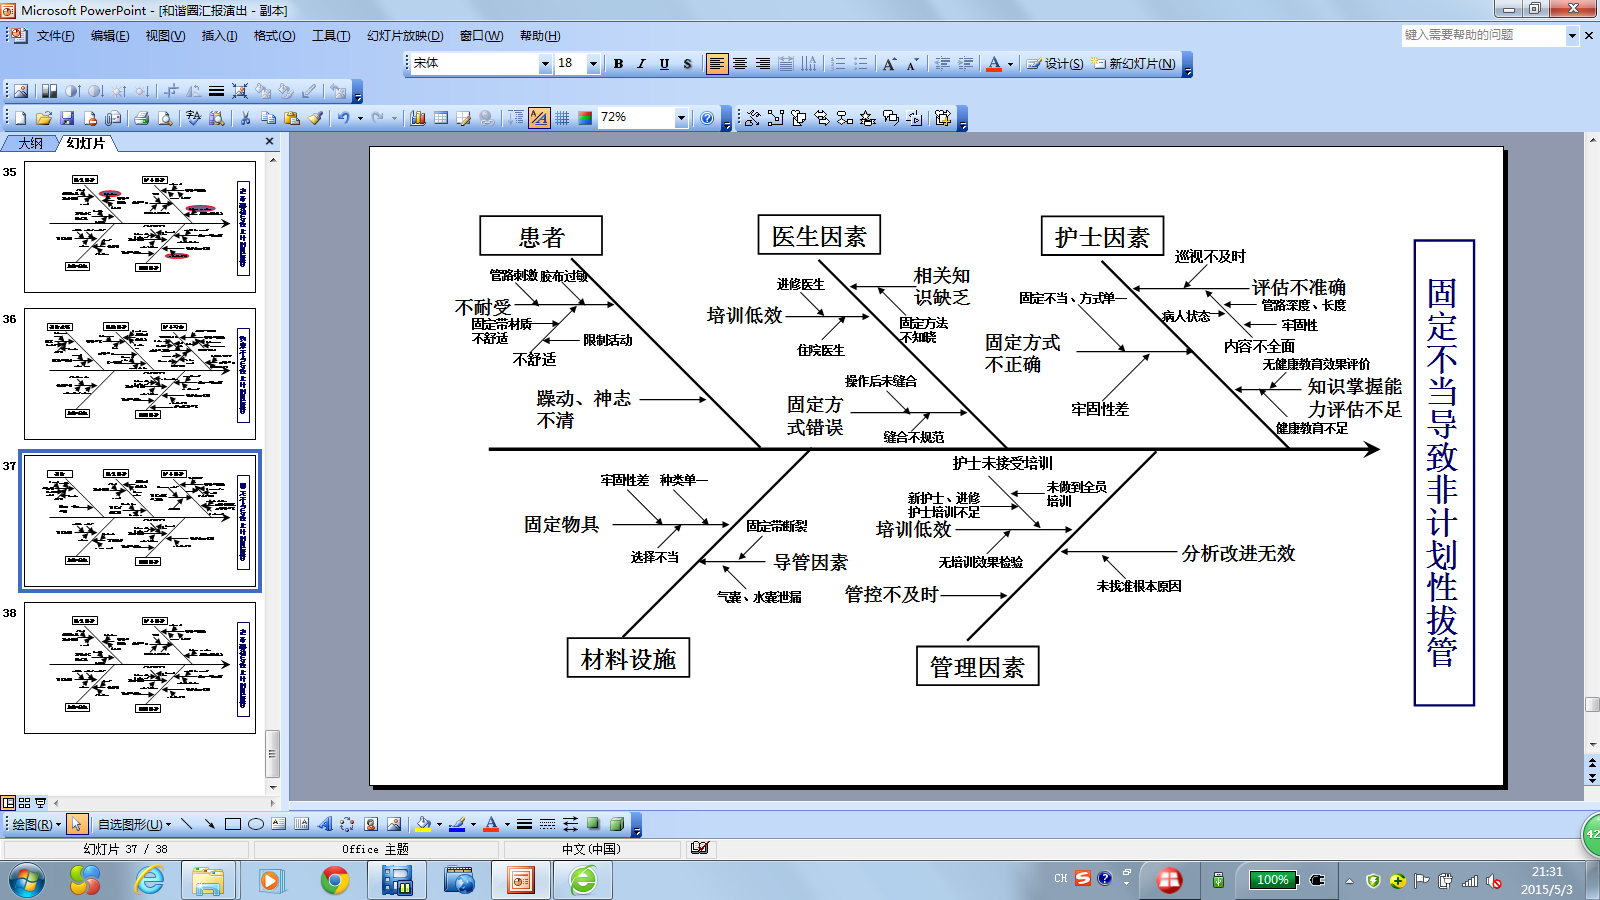 Microsoft PowerPoint - [和谐圈汇报演出 - 副本]
文件(F) 编辑(E) 视图(V) 插入(I) 格式(O) 工具(T) 幻灯片放映(D) 窗口(W) 帮助(H)
键入需要帮助的问题
宋体 18 B I U S 设计(S) 新幻灯片(N)
72%
大纲 幻灯片
35
36
37
38
患者
医生因素
护士因素
管路刺激 胶布过敏
不耐受
固定带材质
不舒适
限制活动
不舒适
躁动、神志
不清
进修医生
培训低效
住院医生
相关知
识缺乏
固定方法
不知晓
操作后未缝合
固定方
式错误
缝合不规范
巡视不及时
评估不准确
固定不当、方式单一
管路深度、长度
病人状态
牢固性
内容不全面
固定方式
不正确
牢固性差
无健康教育效果评价
知识掌握能
力评估不足
健康教育不足
牢固性差 种类单一
固定物具
选择不当
固定带断裂
导管因素
气囊、水囊泄漏
护士未接受培训
未做到全员
培训
新护士、进修
护士培训不足
培训低效
无培训效果检验
管控不及时
分析改进无效
未找准根本原因
材料设施
管理因素
固定不当导致非计划性拔管
绘图(R) 自选图形(U)
幻灯片 37 / 38
Office 主题
中文(中国)
CH
100%
42
21:31
2015/5/3